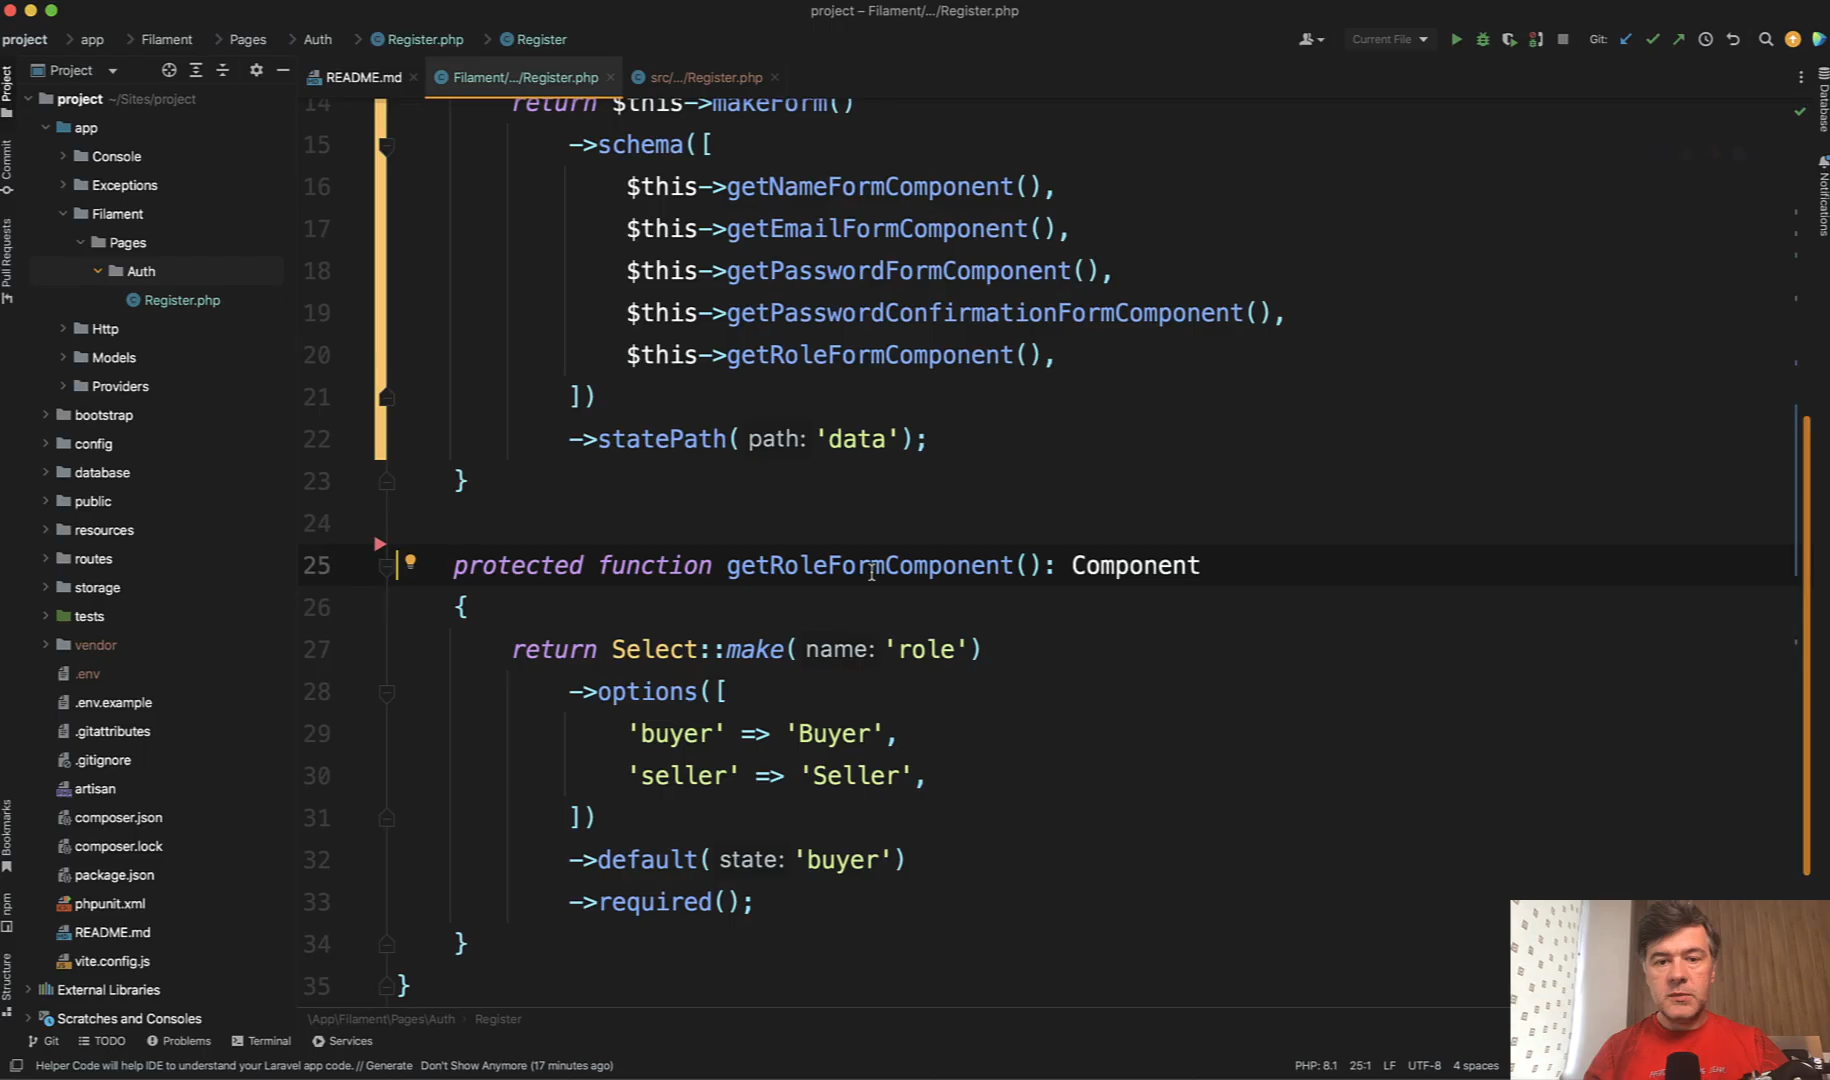 project – Filament/.../Register.php
project > app > Filament > Pages > Auth > Register.php > Register
Current File
Git:
Project
README.md
Filament/.../Register.php
src/.../Register.php
Project
Commit
Pull Requests
Bookmarks
npm
Structure
Database
Notifications
project ~/Sites/project
app
Console
Exceptions
Filament
Pages
Auth
Register.php
Http
Models
Providers
bootstrap
config
database
public
resources
routes
storage
tests
vendor
.env
.env.example
.gitattributes
.gitignore
artisan
composer.json
composer.lock
package.json
phpunit.xml
README.md
vite.config.js
External Libraries
Scratches and Consoles
14 return $this->makeForm()
15 ->schema([
16 $this->getNameFormComponent(),
17 $this->getEmailFormComponent(),
18 $this->getPasswordFormComponent(),
19 $this->getPasswordConfirmationFormComponent(),
20 $this->getRoleFormComponent(),
21 ])
22 ->statePath( path: 'data');
23 }
24
25 protected function getRoleFormComponent(): Component
26 {
27 return Select::make( name: 'role')
28 ->options([
29 'buyer' => 'Buyer',
30 'seller' => 'Seller',
31 ])
32 ->default( state: 'buyer')
33 ->required();
34 }
35 }
\App\Filament\Pages\Auth > Register
Git TODO Problems Terminal Services
Helper Code will help IDE to understand your Laravel app code. // Generate Don't Show Anymore (17 minutes ago)
PHP: 8.1 25:1 LF UTF-8 4 spaces